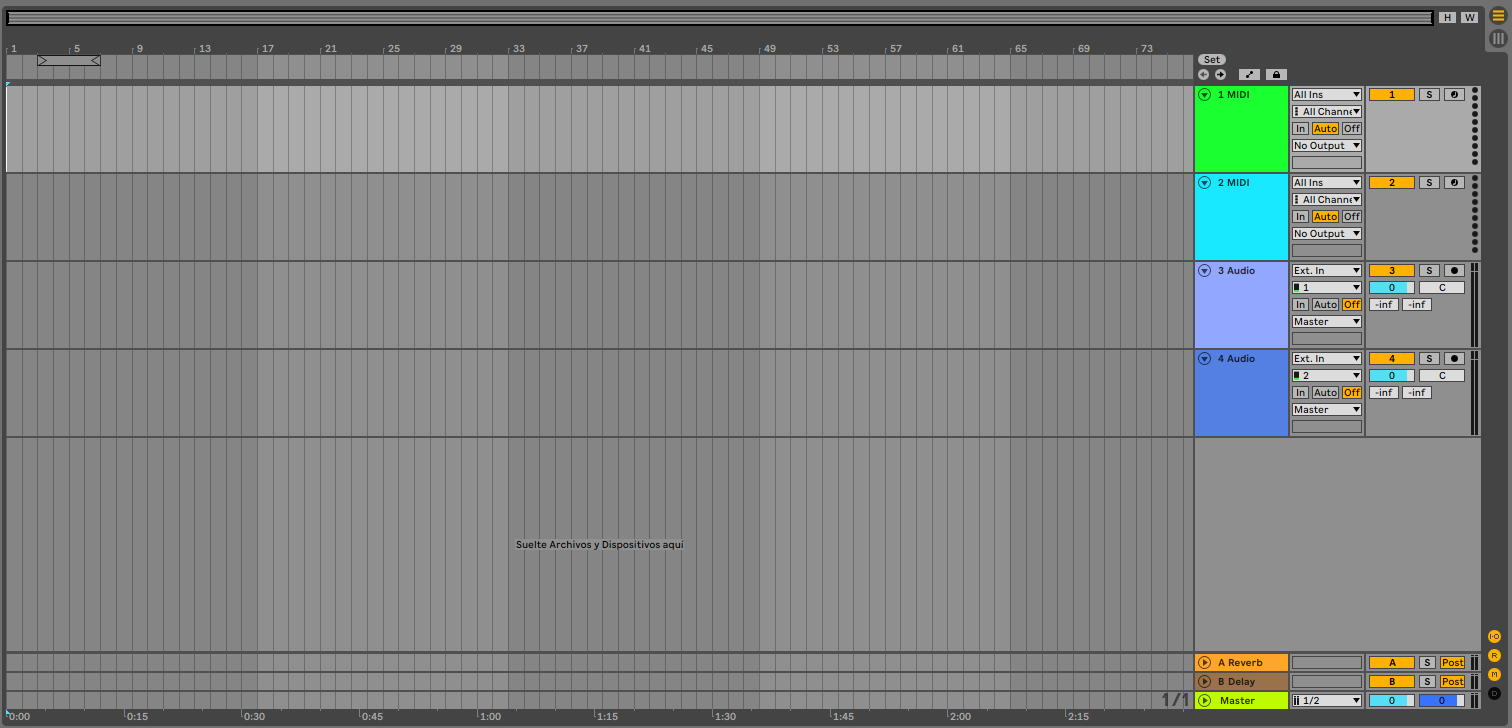 H W
1 5 9 13 17 21 25 29 33 37 41 45 49 53 57 61 65 69 73
Set
1 MIDI All Ins 1 S
All Channe
In Auto Off
No Output
2 MIDI All Ins 2 S
All Channe
In Auto Off
No Output
3 Audio Ext. In 3 S
1 0 C
In Auto Off -inf -inf
Master
4 Audio Ext. In 4 S
2 0 C
In Auto Off -inf -inf
Master
Suelte Archivos y Dispositivos aquí
I·O
A Reverb A S Post R
B Delay B S Post M
1/1 Master 1/2 0 0 D
0:00 0:15 0:30 0:45 1:00 1:15 1:30 1:45 2:00 2:15